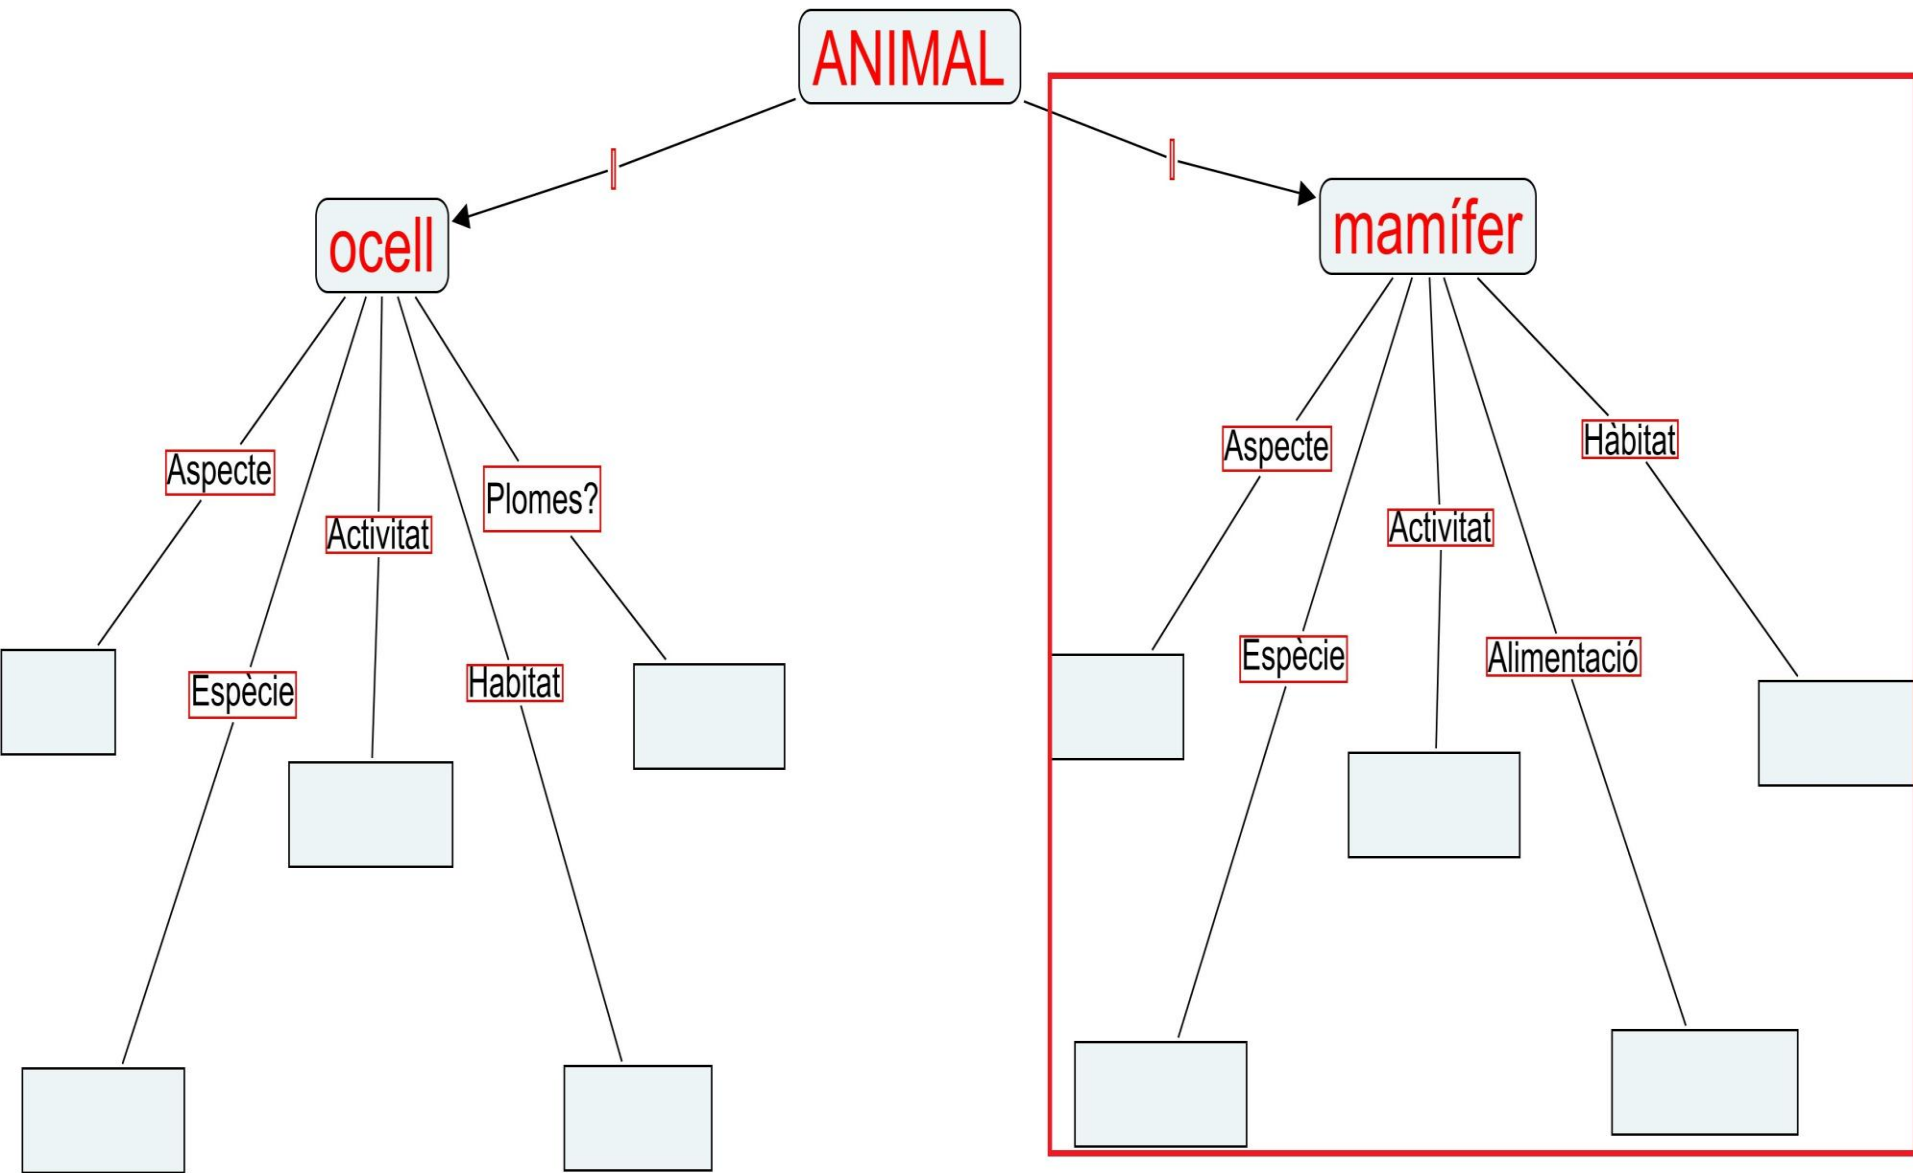 ANIMAL
ocell
mamífer
Aspecte
Plomes?
Activitat
Espècie
Habitat
Aspecte
Hàbitat
Activitat
Espècie
Alimentació